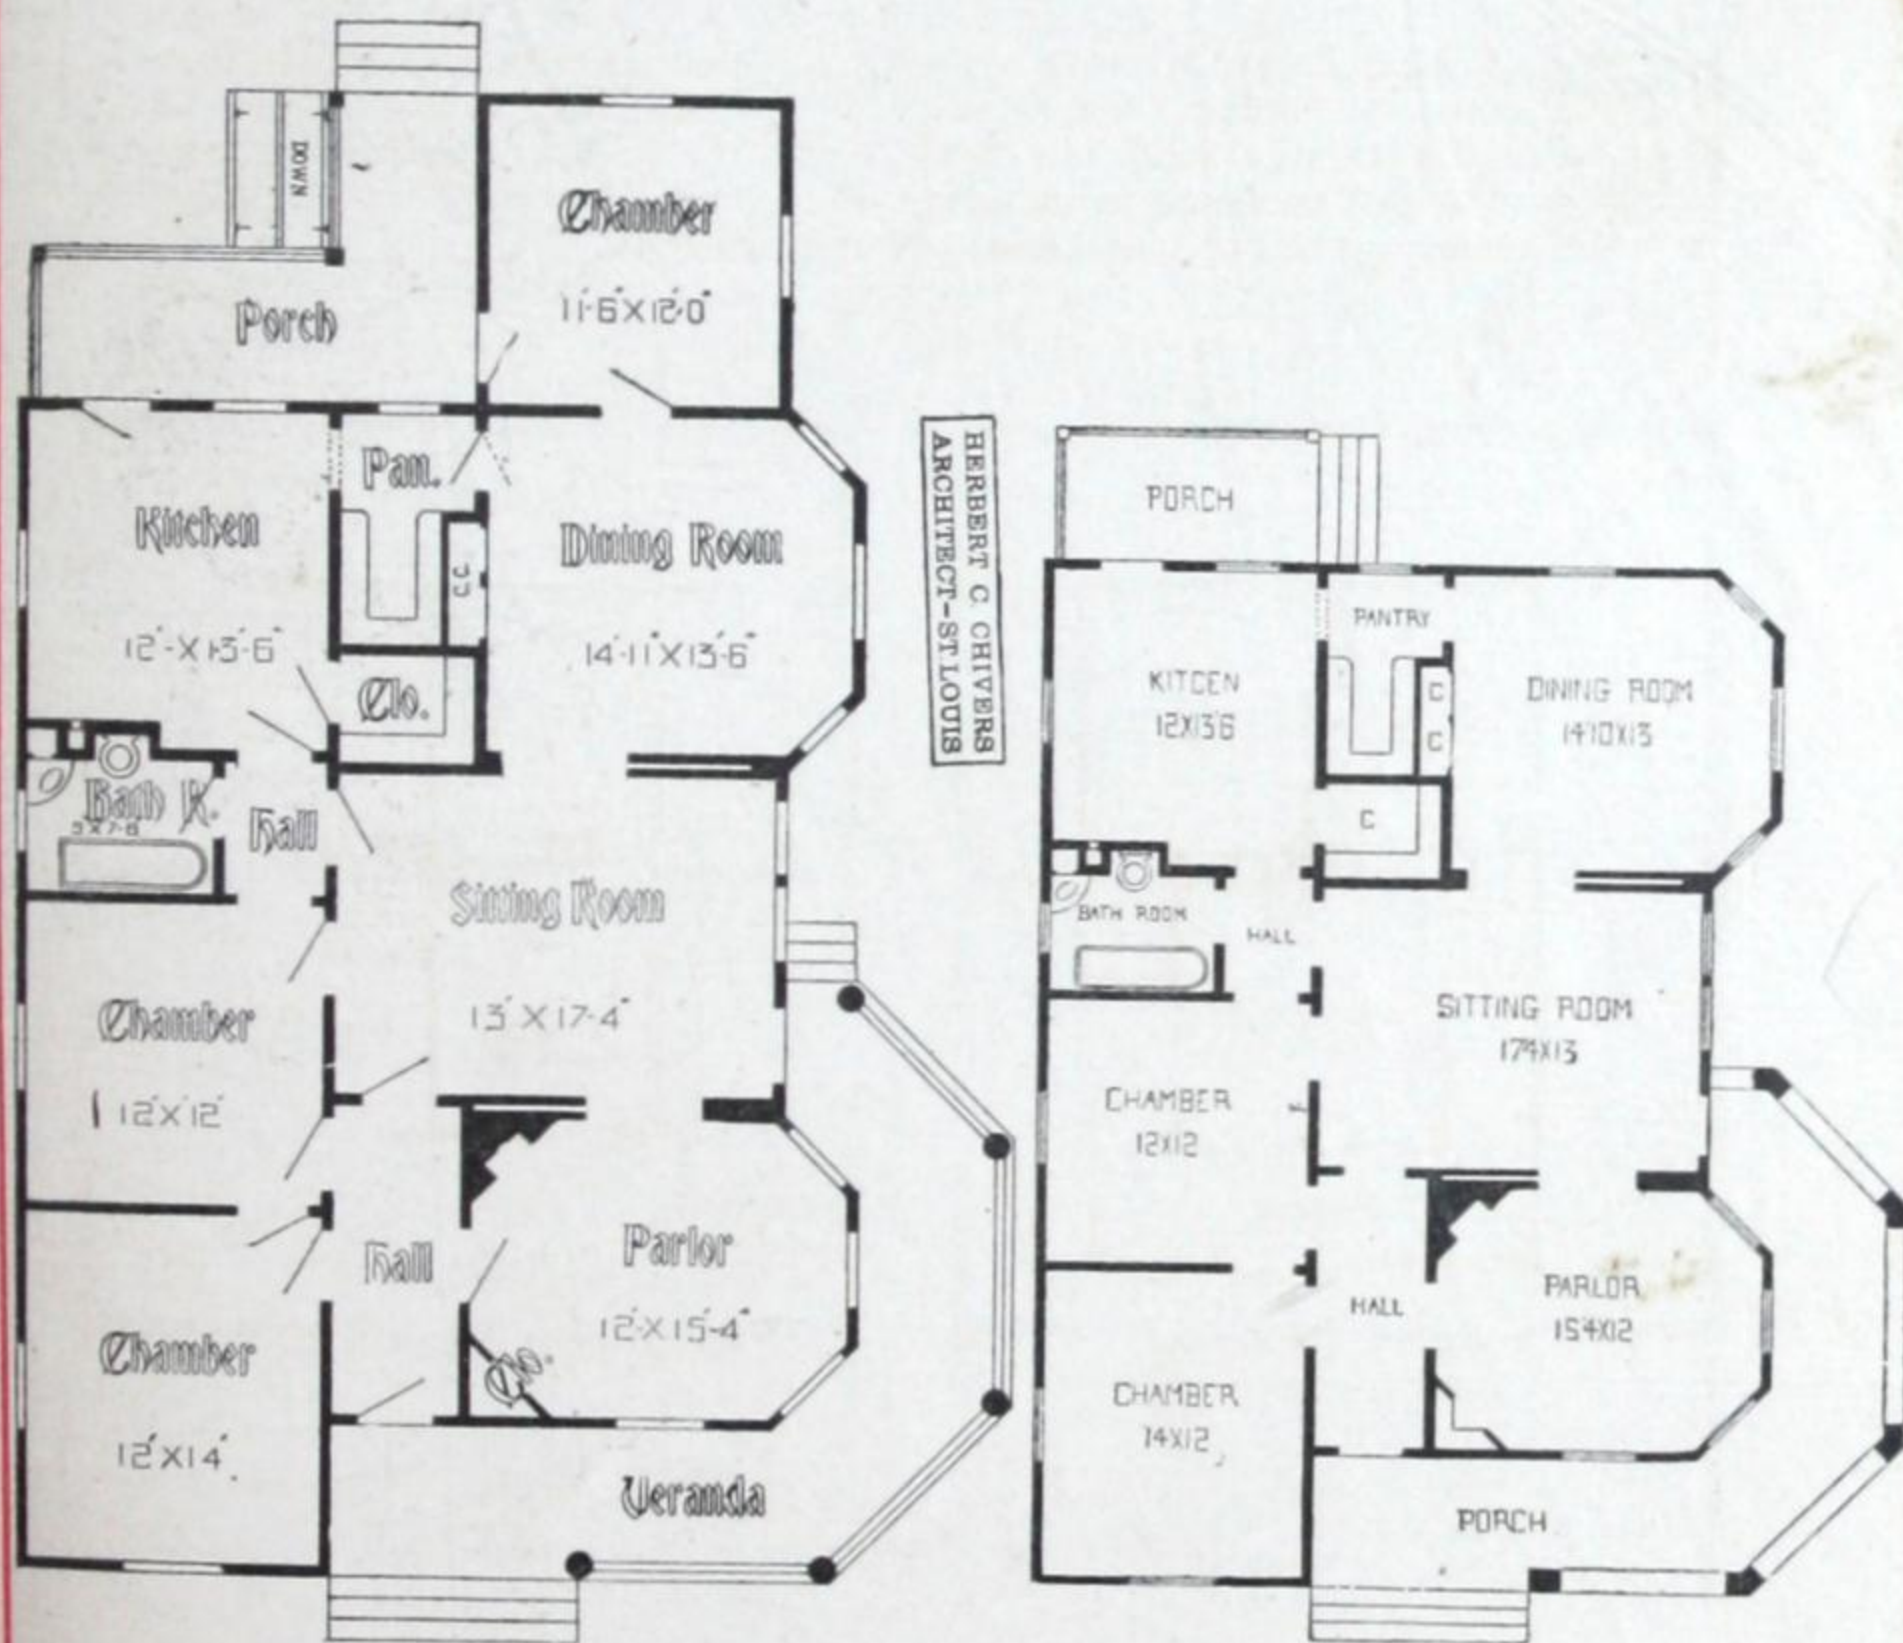 DOWN
Chamber
11'-6" X 12'-0"
Porch
Pan.
Kitchen
12'- X 13'-6"
C C
Dining Room
14'-11" X 13'-6"
Clo.
Bath R.
5 X 7-6
Hall
Sitting Room
13' X 17-4"
Chamber
12' X 12'
Hall
Parlor
12'- X 15'-4"
Clo.
Chamber
12' X 14'
Veranda
HERBERT C. CHIVERS
ARCHITECT-ST. LOUIS
PORCH
PANTRY
KITCEN
12X13'6
C
C
DINING ROOM
14'10X13
C
BATH ROOM
HALL
SITTING ROOM
17'4X13
CHAMBER
12X12
HALL
PARLOR
15'4X12
CHAMBER
14X12
PORCH